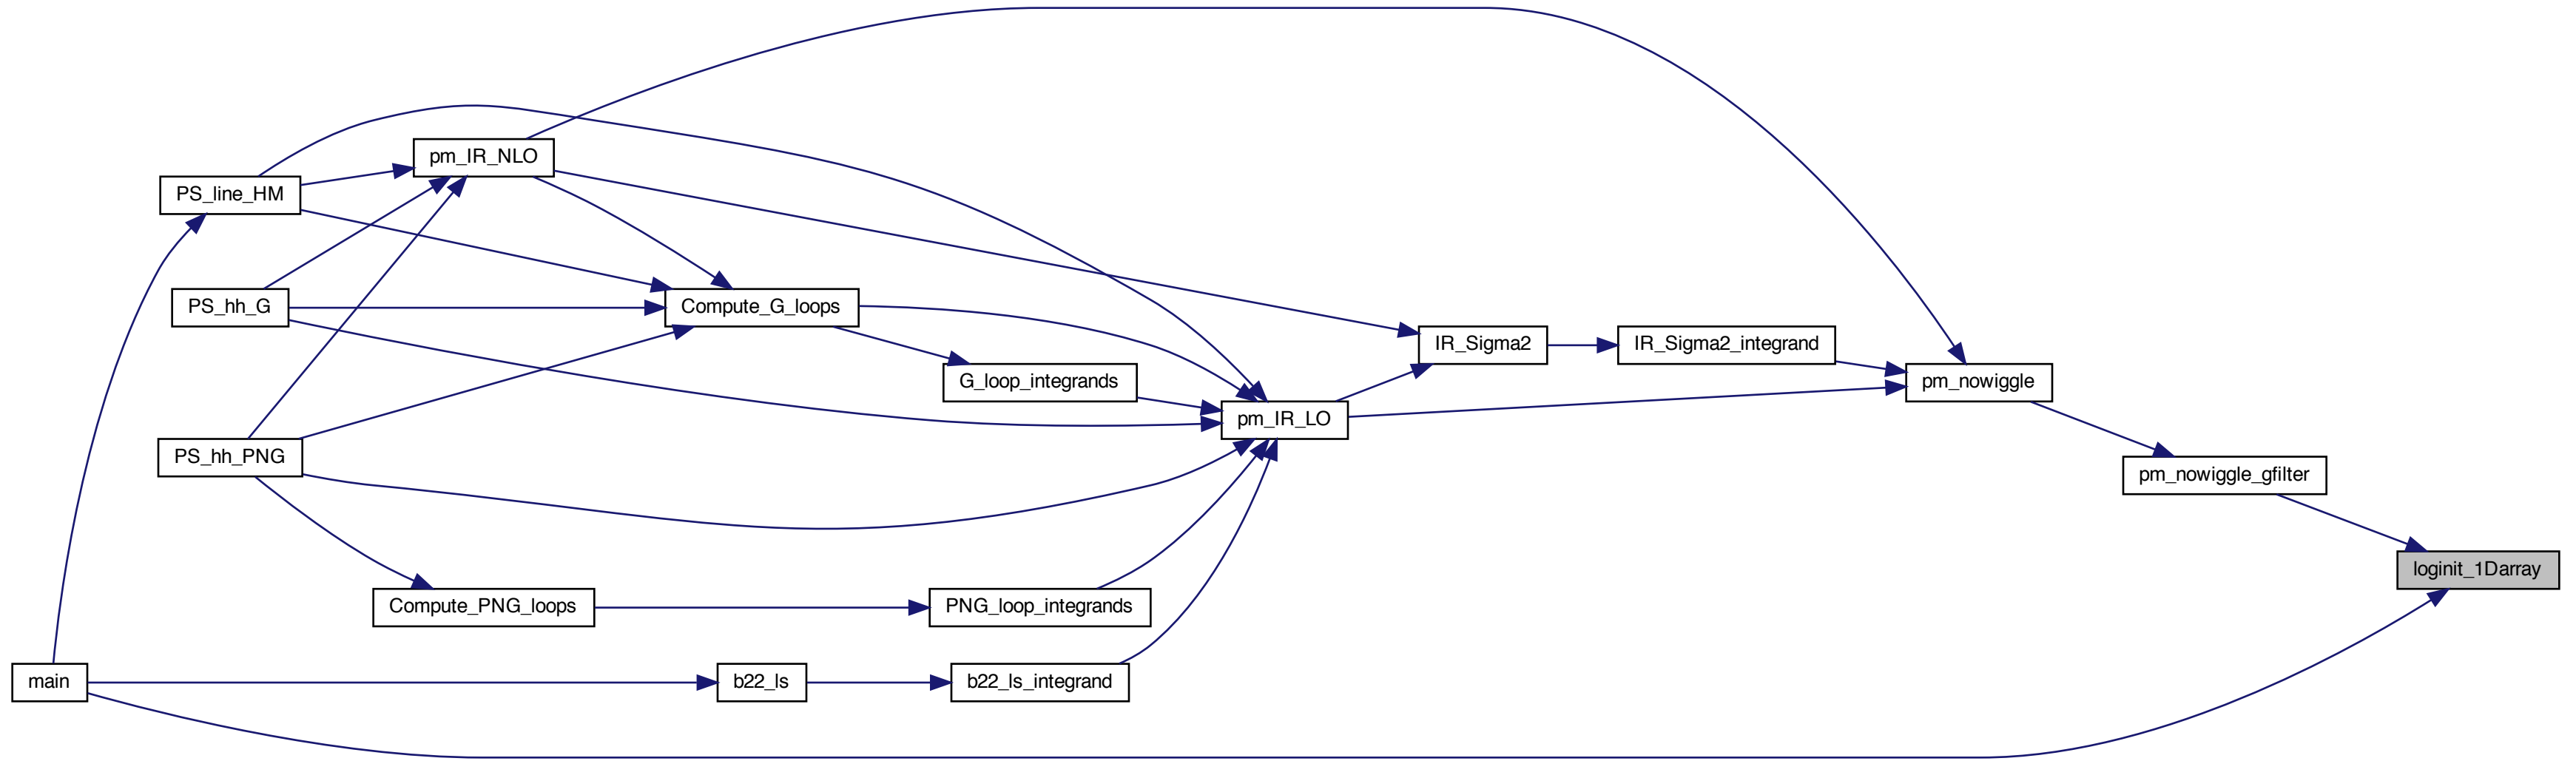 pm_IR_NLO
PS_line_HM
PS_hh_G
Compute_G_loops
IR_Sigma2
IR_Sigma2_integrand
G_loop_integrands
pm_nowiggle
pm_IR_LO
PS_hh_PNG
pm_nowiggle_gfilter
loginit_1Darray
Compute_PNG_loops
PNG_loop_integrands
main
b22_ls
b22_ls_integrand